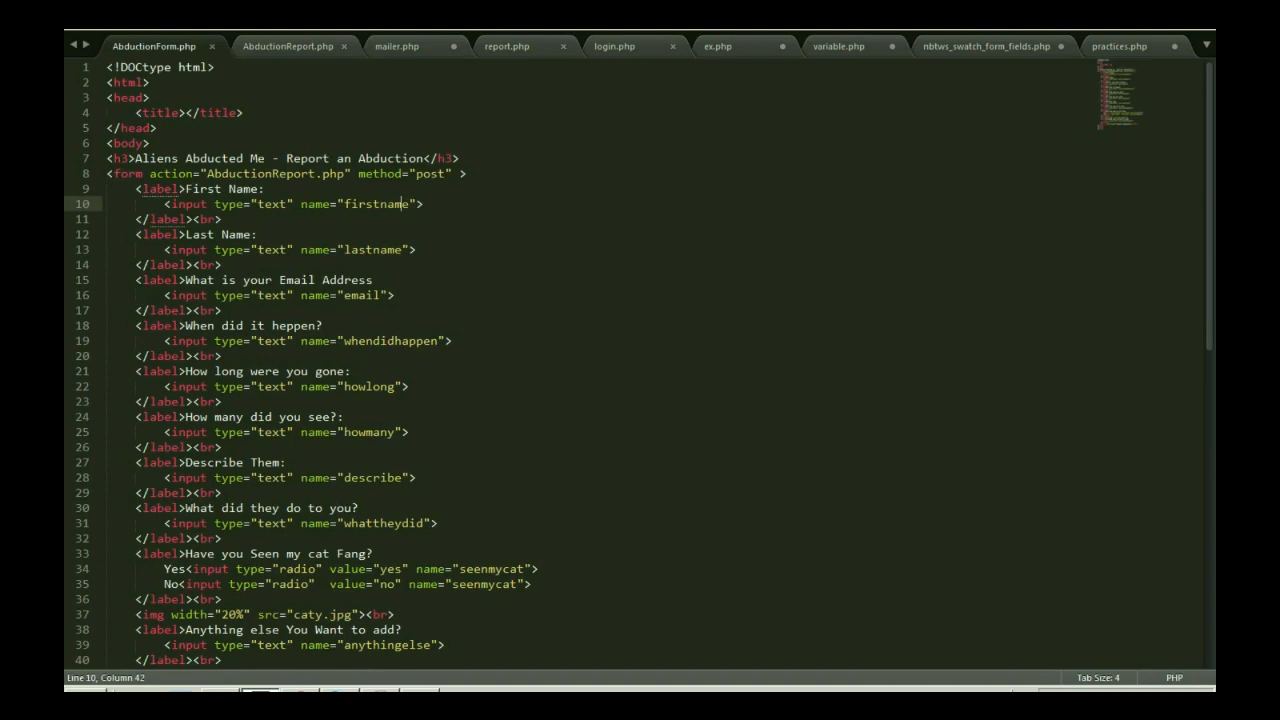 AbductionForm.php × AbductionReport.php × mailer.php report.php × login.php × ex.php variable.php nbtws_swatch_form_fields.php practices.php
1 <!DOCtype html>
2 <html>
3 <head>
4 <title></title>
5 </head>
6 <body>
7 <h3>Aliens Abducted Me - Report an Abduction</h3>
8 <form action="AbductionReport.php" method="post" >
9 <label>First Name:
10 <input type="text" name="firstname">
11 </label><br>
12 <label>Last Name:
13 <input type="text" name="lastname">
14 </label><br>
15 <label>What is your Email Address
16 <input type="text" name="email">
17 </label><br>
18 <label>When did it heppen?
19 <input type="text" name="whendidhappen">
20 </label><br>
21 <label>How long were you gone:
22 <input type="text" name="howlong">
23 </label><br>
24 <label>How many did you see?:
25 <input type="text" name="howmany">
26 </label><br>
27 <label>Describe Them:
28 <input type="text" name="describe">
29 </label><br>
30 <label>What did they do to you?
31 <input type="text" name="whattheydid">
32 </label><br>
33 <label>Have you Seen my cat Fang?
34 Yes<input type="radio" value="yes" name="seenmycat">
35 No<input type="radio"  value="no" name="seenmycat">
36 </label><br>
37 <img width="20%" src="caty.jpg"><br>
38 <label>Anything else You Want to add?
39 <input type="text" name="anythingelse">
40 </label><br>
Line 10, Column 42 Tab Size: 4 PHP